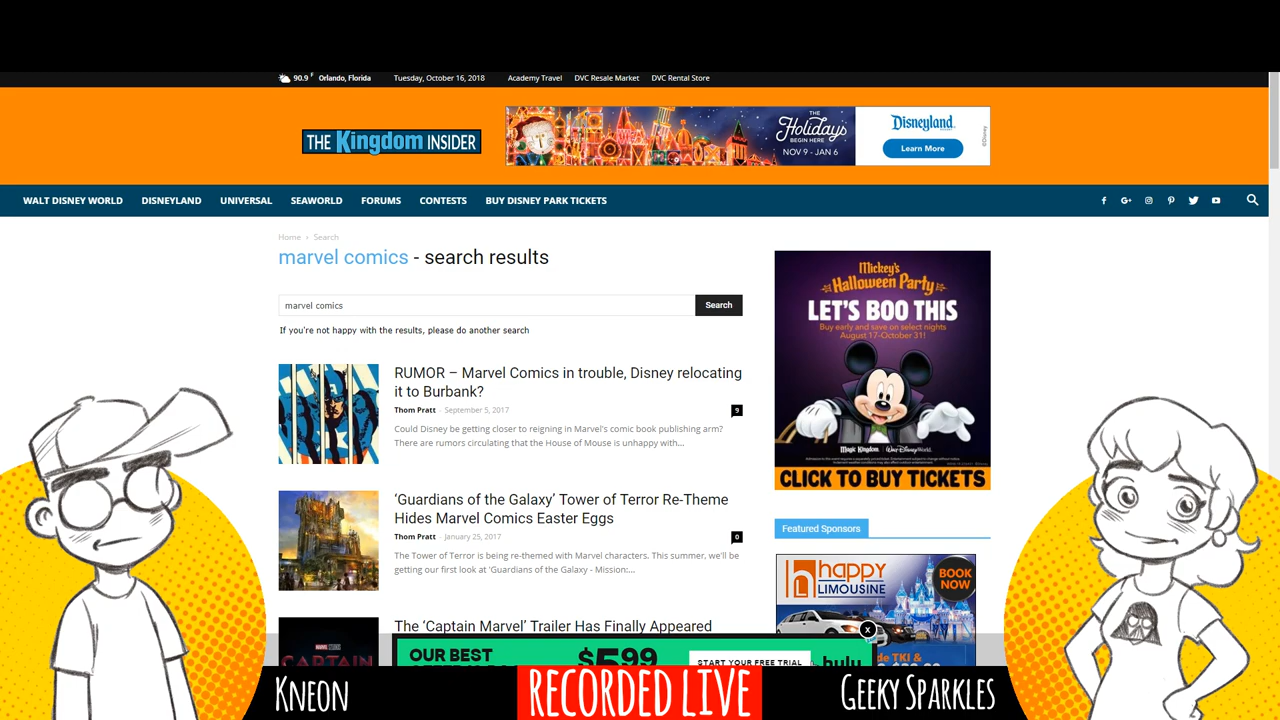 90.9 F Orlando, Florida Tuesday, October 16, 2018 Academy Travel DVC Resale Market DVC Rental Store
THE Kingdom INSIDER
THE
Holidays
BEGIN HERE
NOV 9 - JAN 6
Disneyland
Learn More
WALT DISNEY WORLD DISNEYLAND UNIVERSAL SEAWORLD FORUMS CONTESTS BUY DISNEY PARK TICKETS
Home › Search
marvel comics - search results
marvel comics Search
If you're not happy with the results, please do another search
RUMOR – Marvel Comics in trouble, Disney relocating
it to Burbank?
Thom Pratt - September 5, 2017 9
Could Disney be getting closer to reigning in Marvel's comic book publishing arm?
There are rumors circulating that the House of Mouse is unhappy with...
‘Guardians of the Galaxy’ Tower of Terror Re-Theme
Hides Marvel Comics Easter Eggs
Thom Pratt - January 25, 2017 0
The Tower of Terror is being re-themed with Marvel characters. This summer, we'll be
getting our first look at 'Guardians of the Galaxy - Mission:...
The ‘Captain Marvel’ Trailer Has Finally Appeared
CAPTAIN
Mickey's
Halloween Party
LET'S BOO THIS
Buy early and save on select nights
August 17-October 31!
Magic Kingdom Walt Disney World
CLICK TO BUY TICKETS
Featured Sponsors
happy
LIMOUSINE
BOOK
NOW
de TKI &
OUR BEST
$5.99
START YOUR FREE TRIAL
hulu
x
KNEON
RECORDED LIVE
GEEKY SPARKLES